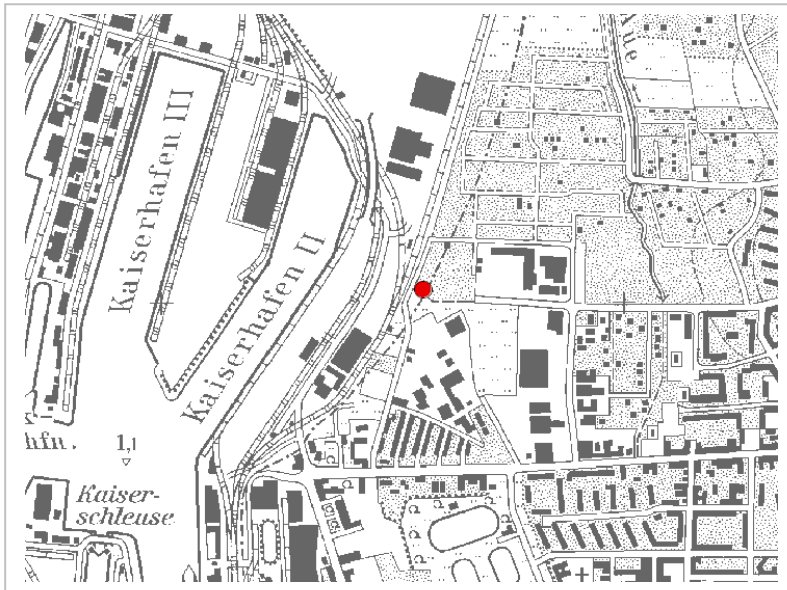 Kaiserhafen III
Kaiserhafen II
hfn.
1,1
Kaiser-
schleuse